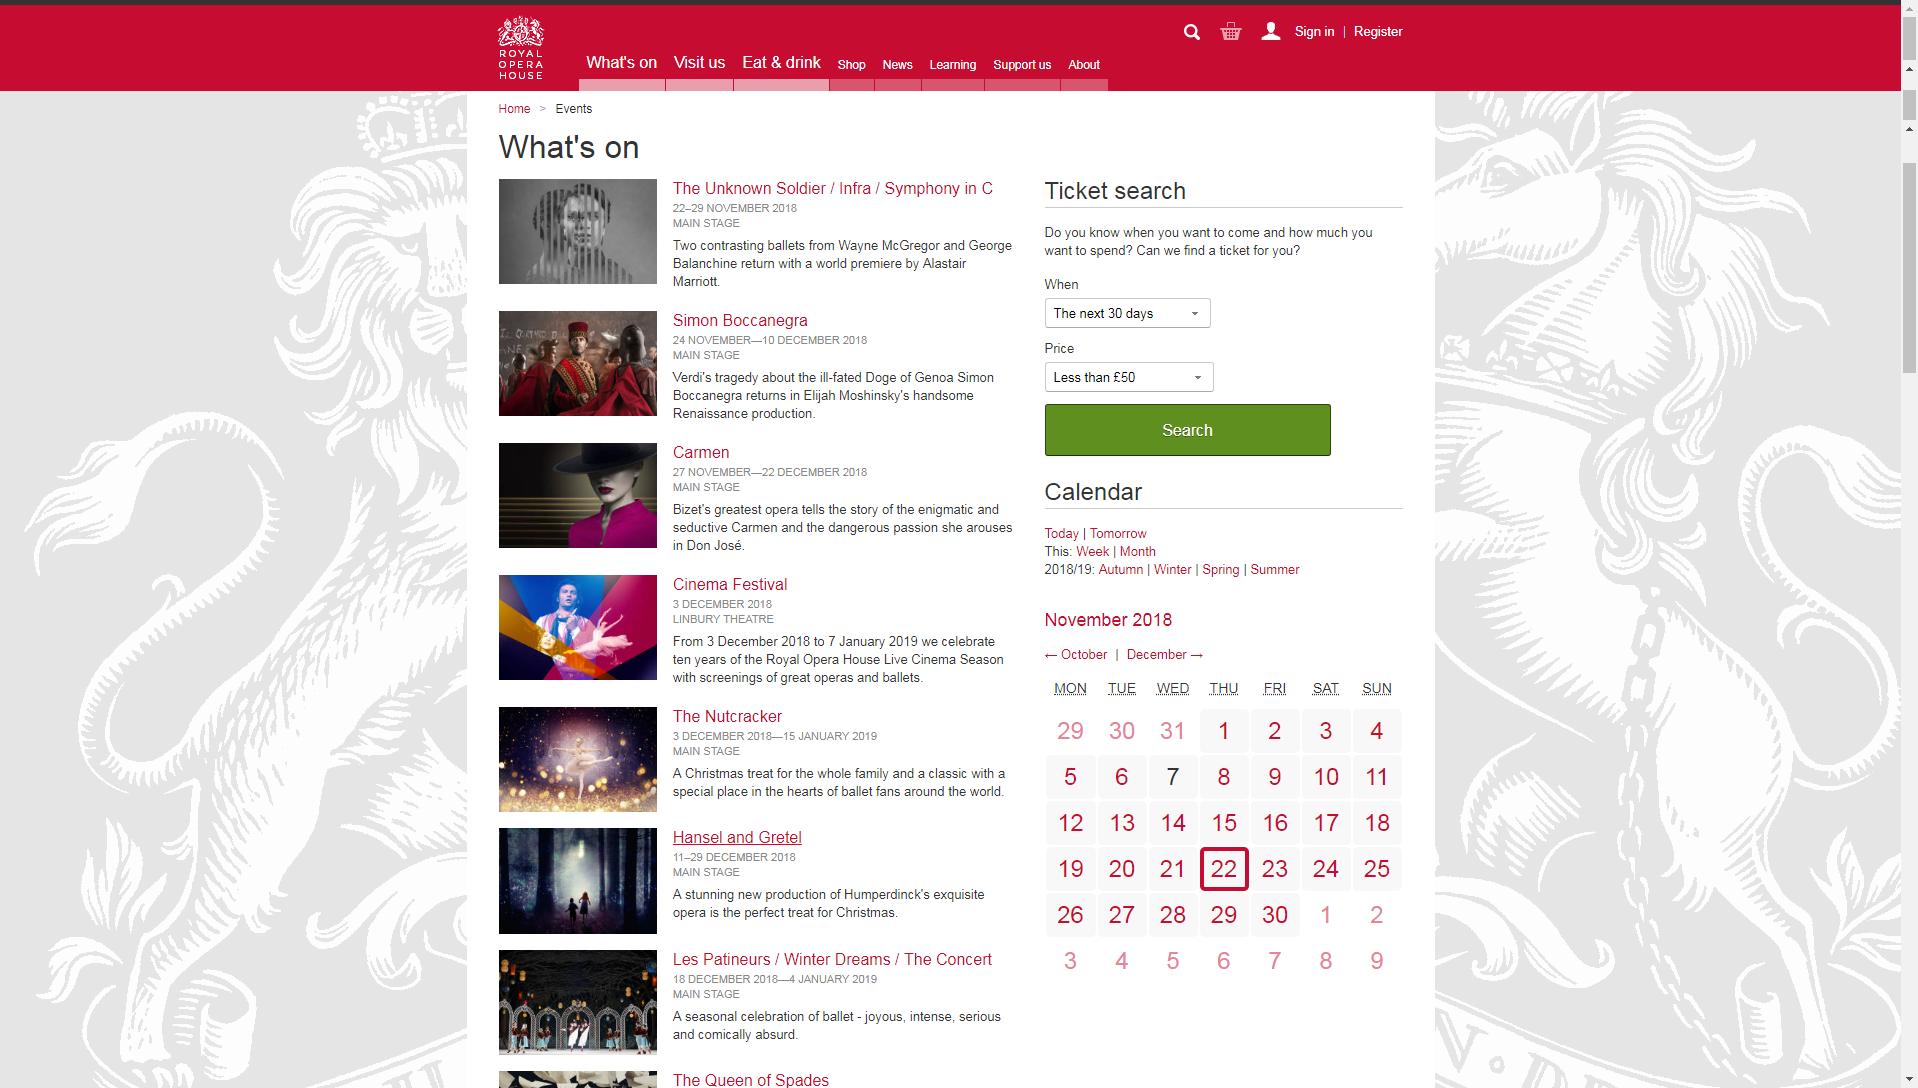 ROYAL
OPERA
HOUSE
What's on
Visit us
Eat & drink
Shop
News
Learning
Support us
About
Sign in | Register
Home > Events
What's on
The Unknown Soldier / Infra / Symphony in C
22–29 NOVEMBER 2018
MAIN STAGE
Two contrasting ballets from Wayne McGregor and George
Balanchine return with a world premiere by Alastair
Marriott.
Simon Boccanegra
24 NOVEMBER—10 DECEMBER 2018
MAIN STAGE
Verdi's tragedy about the ill-fated Doge of Genoa Simon
Boccanegra returns in Elijah Moshinsky's handsome
Renaissance production.
Carmen
27 NOVEMBER—22 DECEMBER 2018
MAIN STAGE
Bizet's greatest opera tells the story of the enigmatic and
seductive Carmen and the dangerous passion she arouses
in Don José.
Cinema Festival
3 DECEMBER 2018
LINBURY THEATRE
From 3 December 2018 to 7 January 2019 we celebrate
ten years of the Royal Opera House Live Cinema Season
with screenings of great operas and ballets.
The Nutcracker
3 DECEMBER 2018—15 JANUARY 2019
MAIN STAGE
A Christmas treat for the whole family and a classic with a
special place in the hearts of ballet fans around the world.
Hansel and Gretel
11–29 DECEMBER 2018
MAIN STAGE
A stunning new production of Humperdinck's exquisite
opera is the perfect treat for Christmas.
Les Patineurs / Winter Dreams / The Concert
18 DECEMBER 2018—4 JANUARY 2019
MAIN STAGE
A seasonal celebration of ballet - joyous, intense, serious
and comically absurd.
The Queen of Spades
Ticket search
Do you know when you want to come and how much you
want to spend? Can we find a ticket for you?
When
The next 30 days
Price
Less than £50
Search
Calendar
Today | Tomorrow
This: Week | Month
2018/19: Autumn | Winter | Spring | Summer
November 2018
← October | December →
MON TUE WED THU FRI SAT SUN
29 30 31 1 2 3 4
5 6 7 8 9 10 11
12 13 14 15 16 17 18
19 20 21 22 23 24 25
26 27 28 29 30 1 2
3 4 5 6 7 8 9